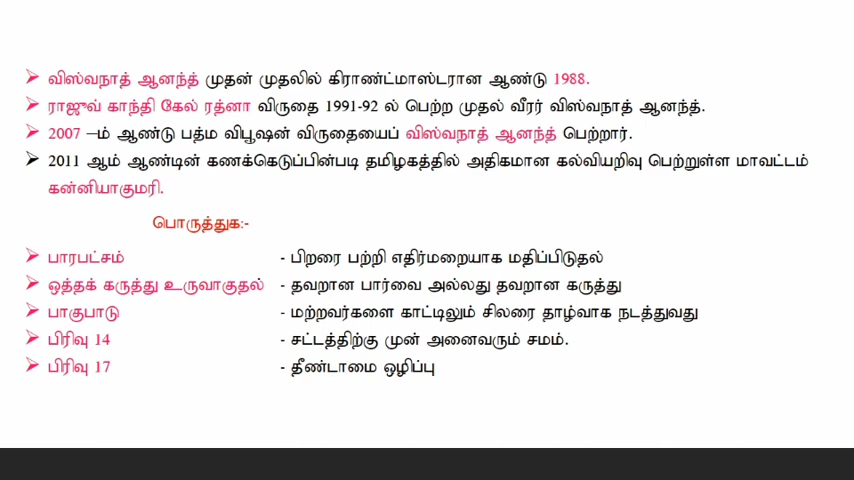 விஸ்வநாத் ஆனந்த் முதன் முதலில் கிராண்ட்மாஸ்டரான ஆண்டு 1988.
ராஜுவ் காந்தி கேல் ரத்னா விருதை 1991-92 ல் பெற்ற முதல் வீரர் விஸ்வநாத் ஆனந்த்.
2007 –ம் ஆண்டு பத்ம விபூஷன் விருதையைப் விஸ்வநாத் ஆனந்த் பெற்றார்.
2011 ஆம் ஆண்டின் கணக்கெடுப்பின்படி தமிழகத்தில் அதிகமான கல்வியறிவு பெற்றுள்ள மாவட்டம்
கன்னியாகுமரி.
பொருத்துக:-
பாரபட்சம் - பிறரை பற்றி எதிர்மறையாக மதிப்பிடுதல்
ஒத்தக் கருத்து உருவாகுதல் - தவறான பார்வை அல்லது தவறான கருத்து
பாகுபாடு - மற்றவர்களை காட்டிலும் சிலரை தாழ்வாக நடத்துவது
பிரிவு 14 - சட்டத்திற்கு முன் அனைவரும் சமம்.
பிரிவு 17 - தீண்டாமை ஒழிப்பு